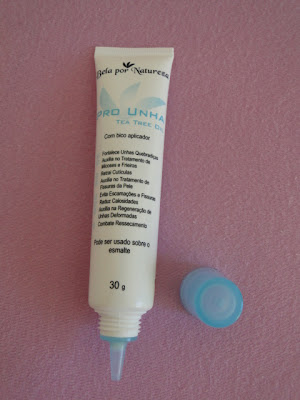 Bela por Natureza
PRO UNHA
TEA TREE OIL
Com bico aplicador
Fortalece Unhas Quebradiças
Auxilia no Tratamento de
Micoses e Frieiras
Macia Cutículas
Auxilia no Tratamento de
Fissuras da Pele
Evita Escamações e Fissuras
Reduz Calosidades
Auxilia na Regeneração de
Unhas Deformadas
Combate Ressecamento
Pode ser usado sobre o
esmalte
30 g